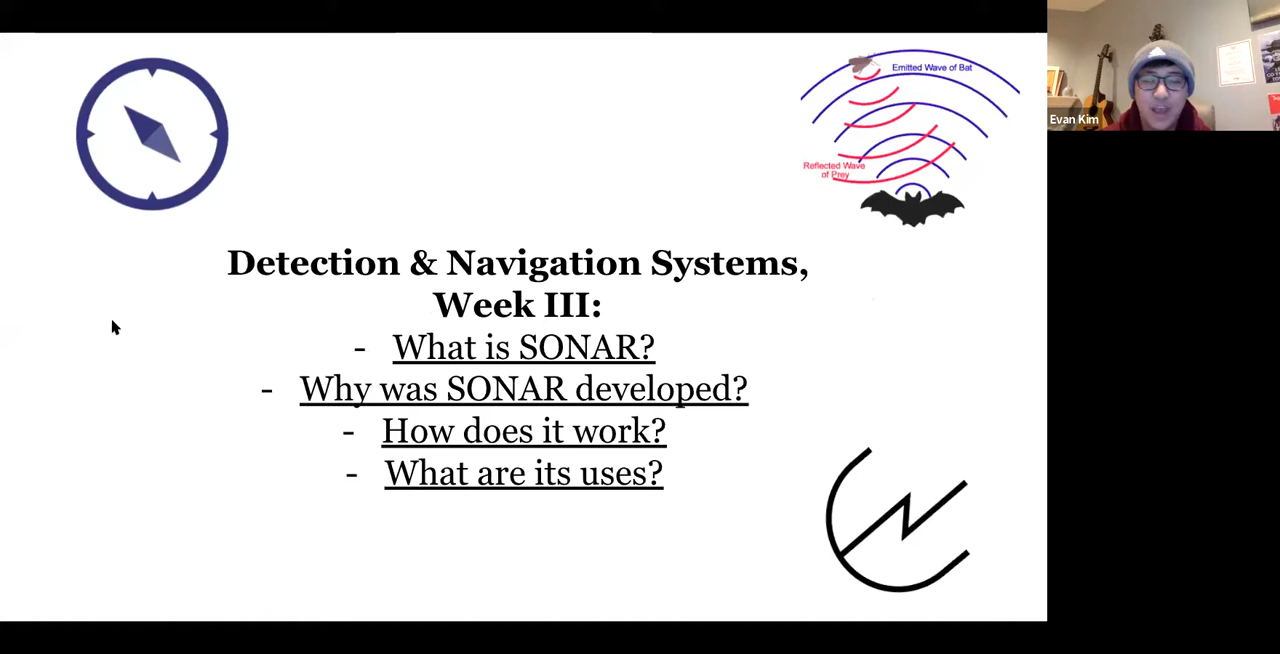 Emitted Wave of Bat
Evan Kim
Reflected Wave
of Prey
Detection & Navigation Systems,
Week III:
- What is SONAR?
- Why was SONAR developed?
- How does it work?
- What are its uses?